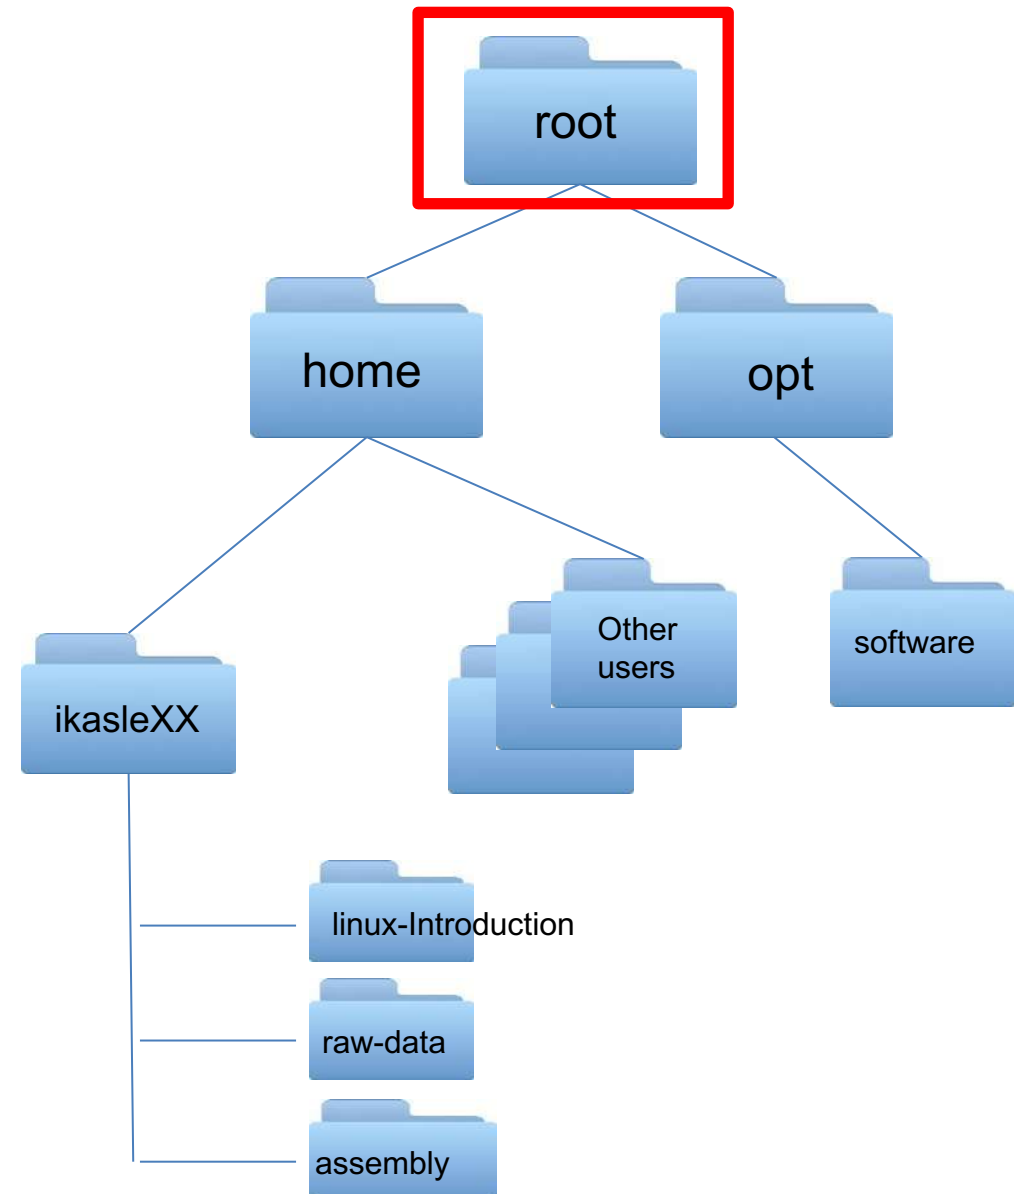 root
home
opt
Other
users
software
ikasleXX
linux-Introduction
raw-data
assembly